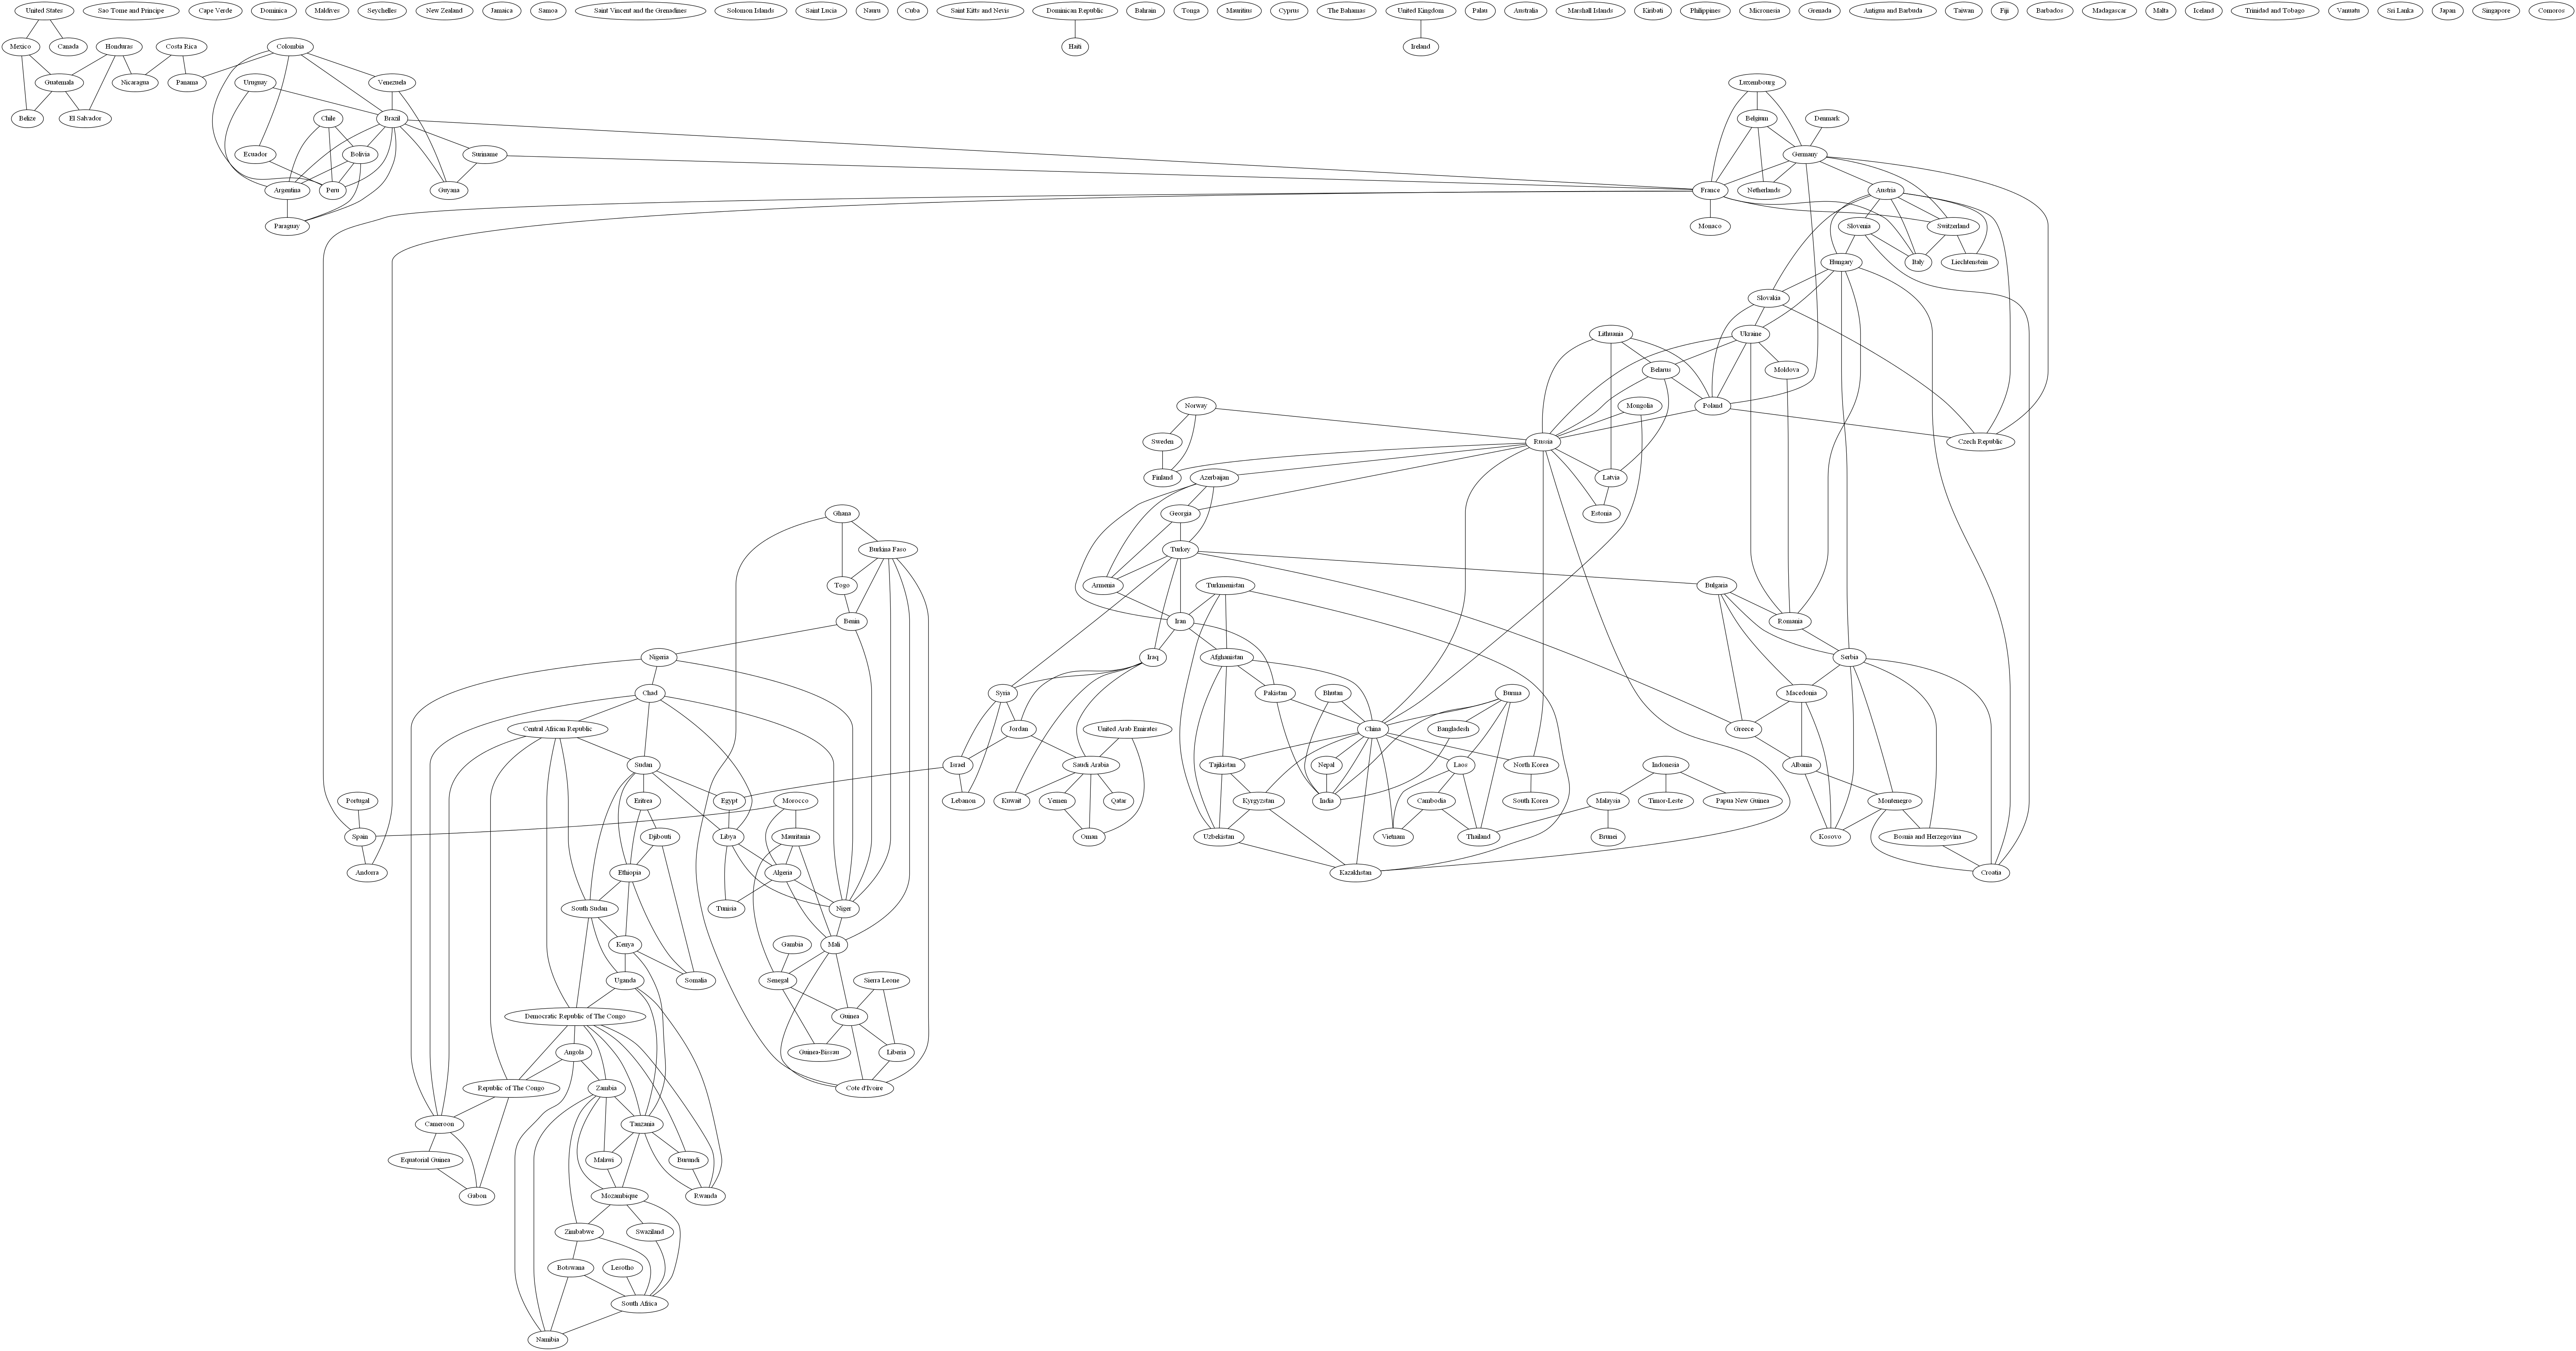 United States
Sao Tome and Principe
Cape Verde
Dominica
Maldives
Seychelles
New Zealand
Jamaica
Samoa
Saint Vincent and the Grenadines
Solomon Islands
Saint Lucia
Nauru
Cuba
Saint Kitts and Nevis
Dominican Republic
Bahrain
Tonga
Mauritius
Cyprus
The Bahamas
United Kingdom
Palau
Australia
Marshall Islands
Kiribati
Philippines
Micronesia
Grenada
Antigua and Barbuda
Taiwan
Fiji
Barbados
Madagascar
Malta
Iceland
Trinidad and Tobago
Vanuatu
Sri Lanka
Japan
Singapore
Comoros
Mexico
Canada
Honduras
Costa Rica
Colombia
Haiti
Ireland
Guatemala
Nicaragua
Panama
Uruguay
Venezuela
Luxembourg
Belize
El Salvador
Chile
Brazil
Belgium
Denmark
Ecuador
Bolivia
Suriname
Germany
Argentina
Peru
Guyana
France
Netherlands
Austria
Paraguay
Monaco
Slovenia
Switzerland
Hungary
Italy
Liechtenstein
Slovakia
Lithuania
Ukraine
Belarus
Moldova
Norway
Mongolia
Poland
Sweden
Russia
Czech Republic
Finland
Azerbaijan
Latvia
Ghana
Georgia
Estonia
Burkina Faso
Turkey
Togo
Armenia
Turkmenistan
Bulgaria
Benin
Iran
Romania
Nigeria
Iraq
Afghanistan
Serbia
Chad
Syria
Pakistan
Bhutan
Burma
Macedonia
Central African Republic
Jordan
United Arab Emirates
China
Bangladesh
Greece
Sudan
Israel
Saudi Arabia
Tajikistan
Nepal
Laos
North Korea
Indonesia
Albania
Portugal
Eritrea
Egypt
Morocco
Lebanon
Kuwait
Yemen
Qatar
Kyrgyzstan
India
Cambodia
South Korea
Malaysia
Timor-Leste
Papua New Guinea
Montenegro
Spain
Djibouti
Libya
Mauritania
Oman
Uzbekistan
Vietnam
Thailand
Brunei
Kosovo
Bosnia and Herzegovina
Andorra
Ethiopia
Algeria
Kazakhstan
Croatia
South Sudan
Tunisia
Niger
Kenya
Gambia
Mali
Uganda
Somalia
Senegal
Sierra Leone
Democratic Republic of The Congo
Guinea
Angola
Guinea-Bissau
Liberia
Republic of The Congo
Zambia
Cote d'Ivoire
Cameroon
Tanzania
Equatorial Guinea
Malawi
Burundi
Gabon
Mozambique
Rwanda
Zimbabwe
Swaziland
Botswana
Lesotho
South Africa
Namibia